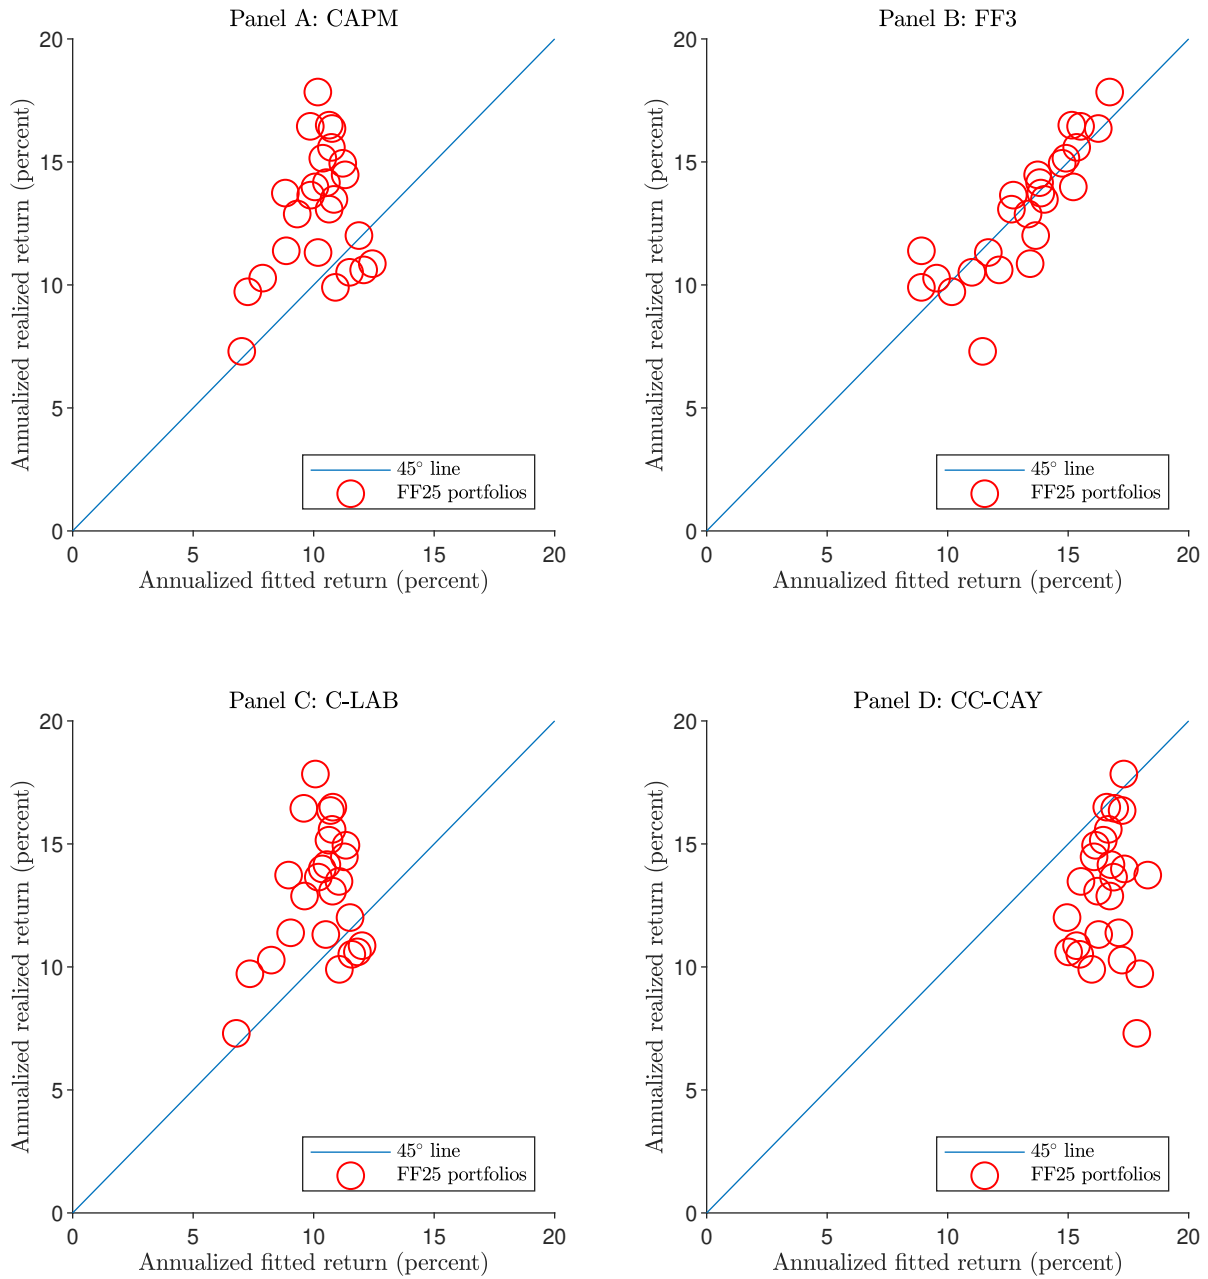 Panel A: CAPM
20
15
10
5
0
Annualized realized return (percent)
45° line
FF25 portfolios
0 5 10 15 20
Annualized fitted return (percent)
Panel B: FF3
20
15
10
5
0
Annualized realized return (percent)
45° line
FF25 portfolios
0 5 10 15 20
Annualized fitted return (percent)
Panel C: C-LAB
20
15
10
5
0
Annualized realized return (percent)
45° line
FF25 portfolios
0 5 10 15 20
Annualized fitted return (percent)
Panel D: CC-CAY
20
15
10
5
0
Annualized realized return (percent)
45° line
FF25 portfolios
0 5 10 15 20
Annualized fitted return (percent)